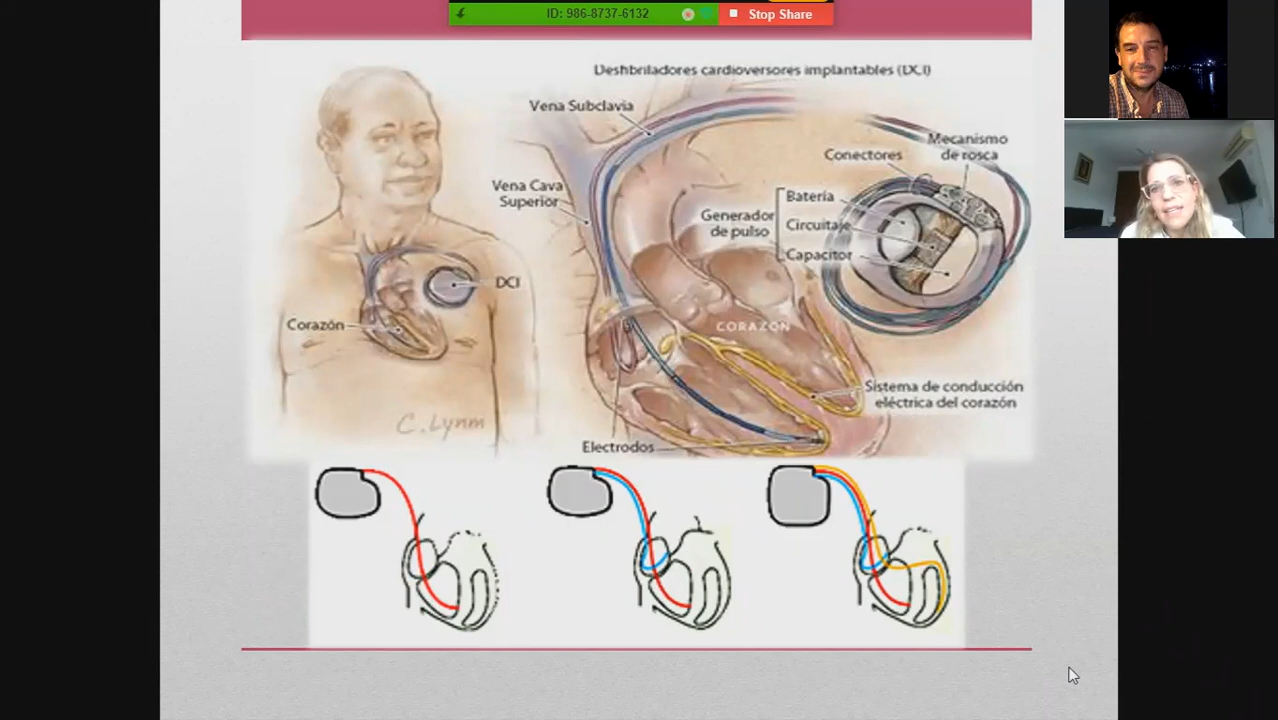 ID: 986-8737-6132
Stop Share
Desfibriladores cardioversores implantables (DCI)
Vena Subclavia
Mecanismo
de rosca
Conectores
Vena Cava
Superior
Batería
Generador
de pulso
Circuitaje
Capacitor
DCI
Corazón
CORAZÓN
Sistema de conducción
eléctrica del corazón
C. Lynm
Electrodos